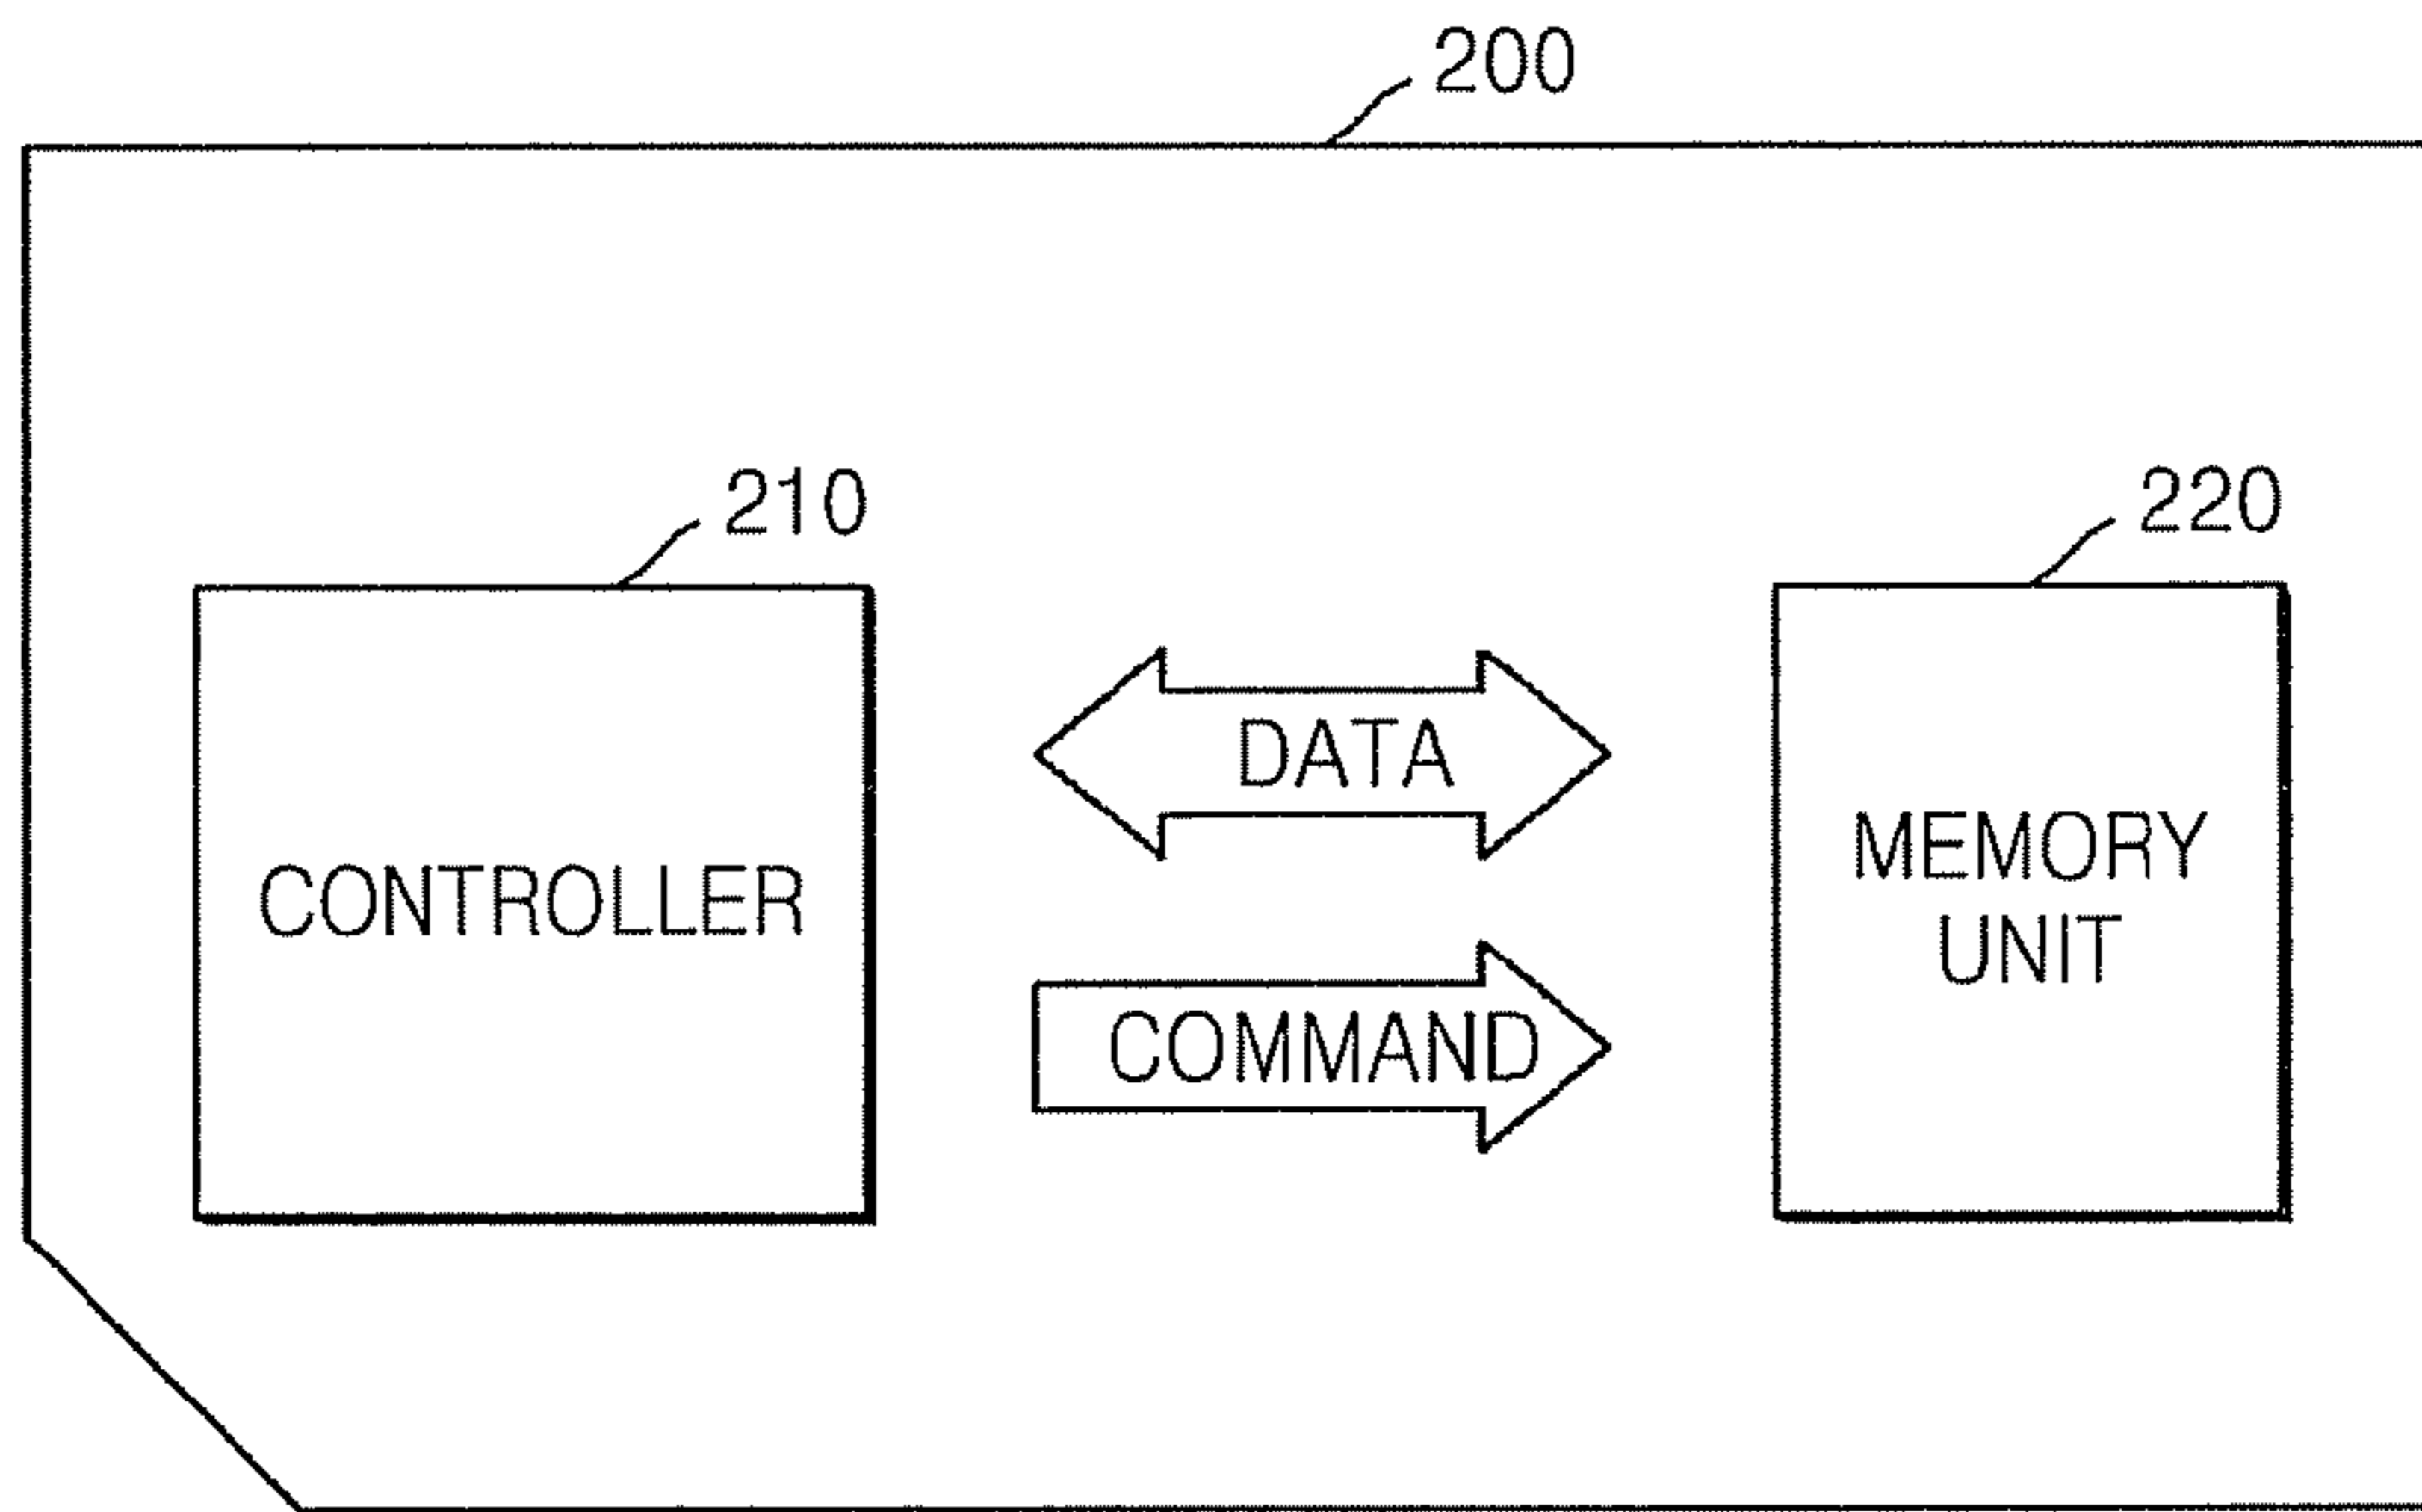 200
210
220
DATA
CONTROLLER
MEMORY
UNIT
COMMAND